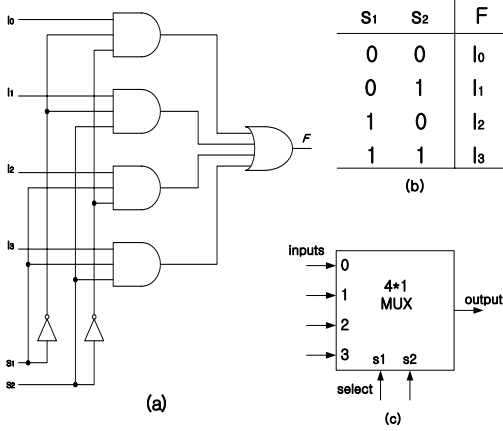 I0
I1
I2
I3
S1
S2
F
(a)
S1 S2 F
0 0 I0
0 1 I1
1 0 I2
1 1 I3
(b)
inputs
0
1
2
3
4*1
MUX
output
s1 s2
select
(c)